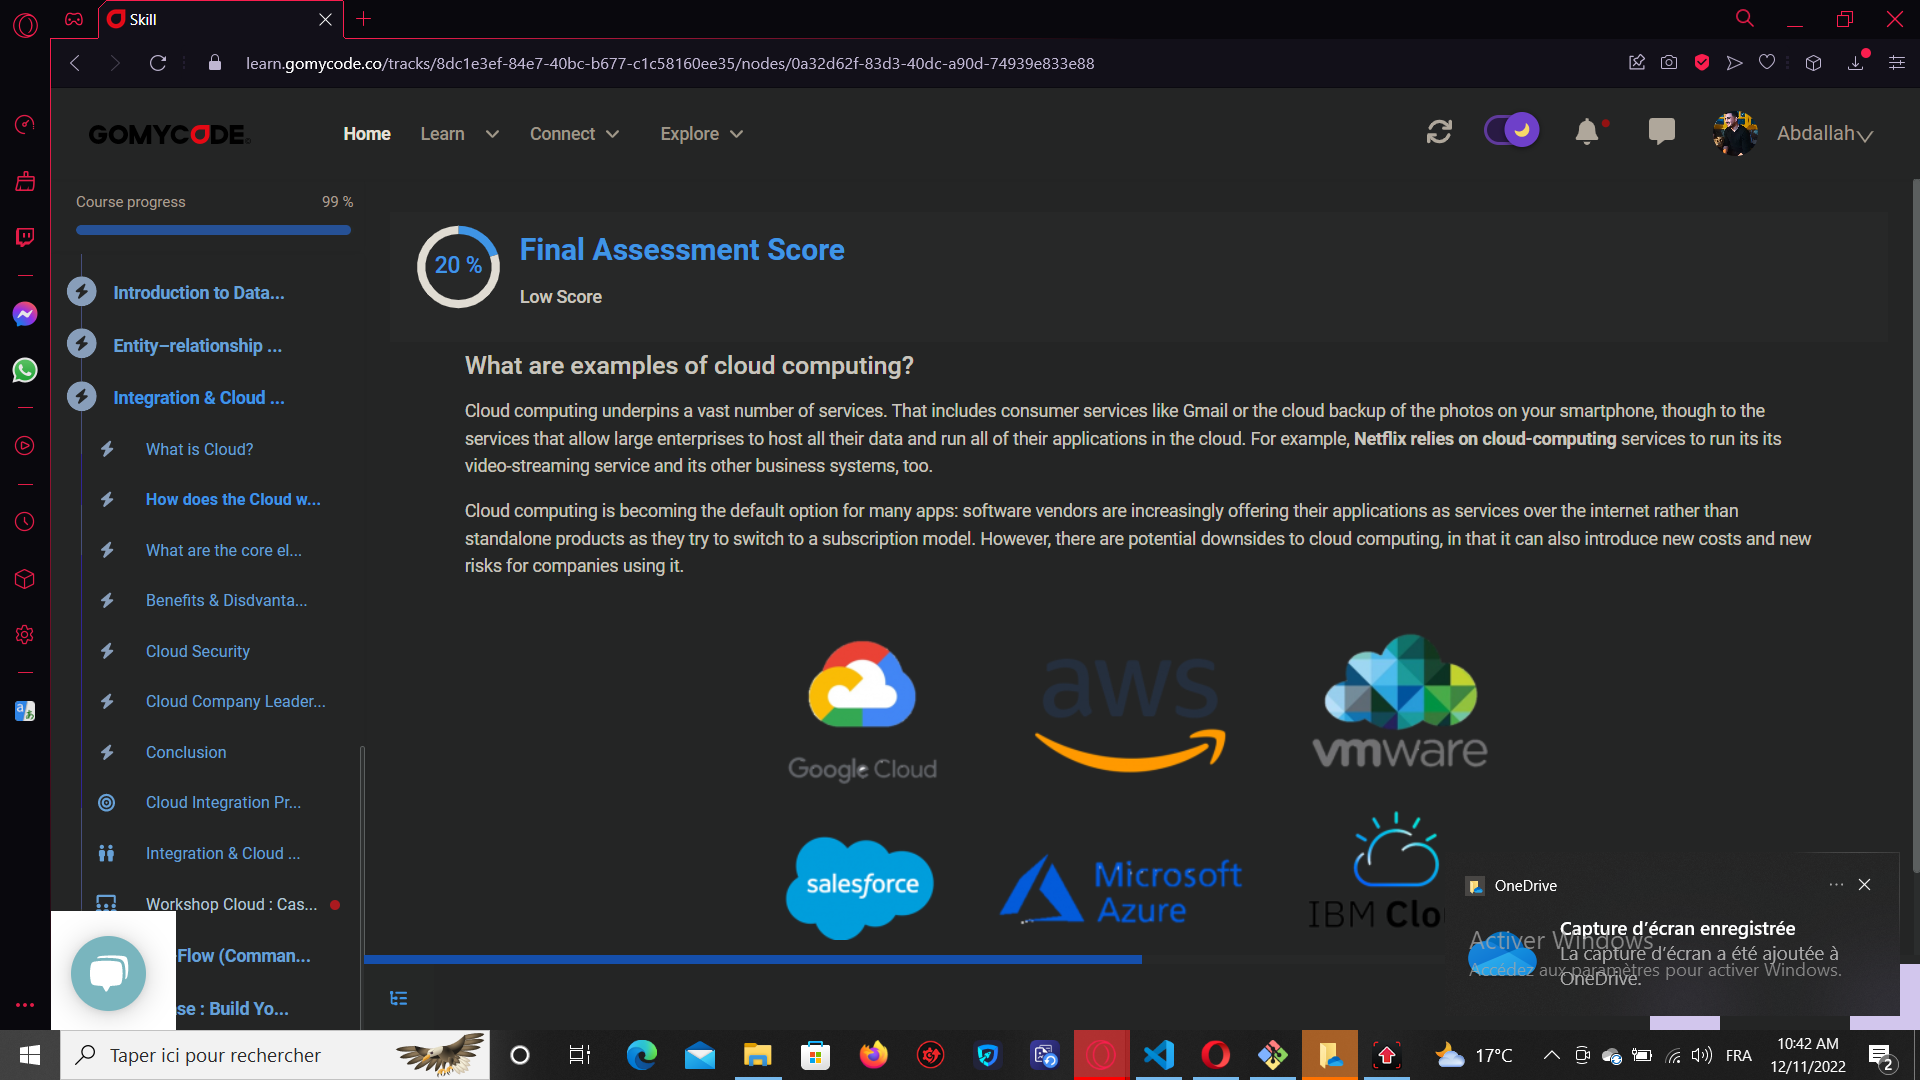 Skill
learn.gomycode.co/tracks/8dc1e3ef-84e7-40bc-b677-c1c58160ee35/nodes/0a32d62f-83d3-40dc-a90d-74939e833e88
GOMYCODE
Home
Learn
Connect
Explore
Abdallah
Course progress
99 %
Introduction to Data...
Entity–relationship ...
Integration & Cloud ...
What is Cloud?
How does the Cloud w...
What are the core el...
Benefits & Disdvanta...
Cloud Security
Cloud Company Leader...
Conclusion
Cloud Integration Pr...
Integration & Cloud ...
Workshop Cloud : Cas...
Flow (Comman...
se : Build Yo...
20 %
Final Assessment Score
Low Score
What are examples of cloud computing?
Cloud computing underpins a vast number of services. That includes consumer services like Gmail or the cloud backup of the photos on your smartphone, though to the
services that allow large enterprises to host all their data and run all of their applications in the cloud. For example, Netflix relies on cloud-computing services to run its its
video-streaming service and its other business systems, too.
Cloud computing is becoming the default option for many apps: software vendors are increasingly offering their applications as services over the internet rather than
standalone products as they try to switch to a subscription model. However, there are potential downsides to cloud computing, in that it can also introduce new costs and new
risks for companies using it.
Google Cloud
aws
vmware
salesforce
Microsoft
Azure
IBM Clo
OneDrive
Capture d'écran enregistrée
La capture d'écran a été ajoutée à
OneDrive.
Activer Windows
Accédez aux paramètres pour activer Windows.
Taper ici pour rechercher
17°C
FRA
10:42 AM
12/11/2022
2